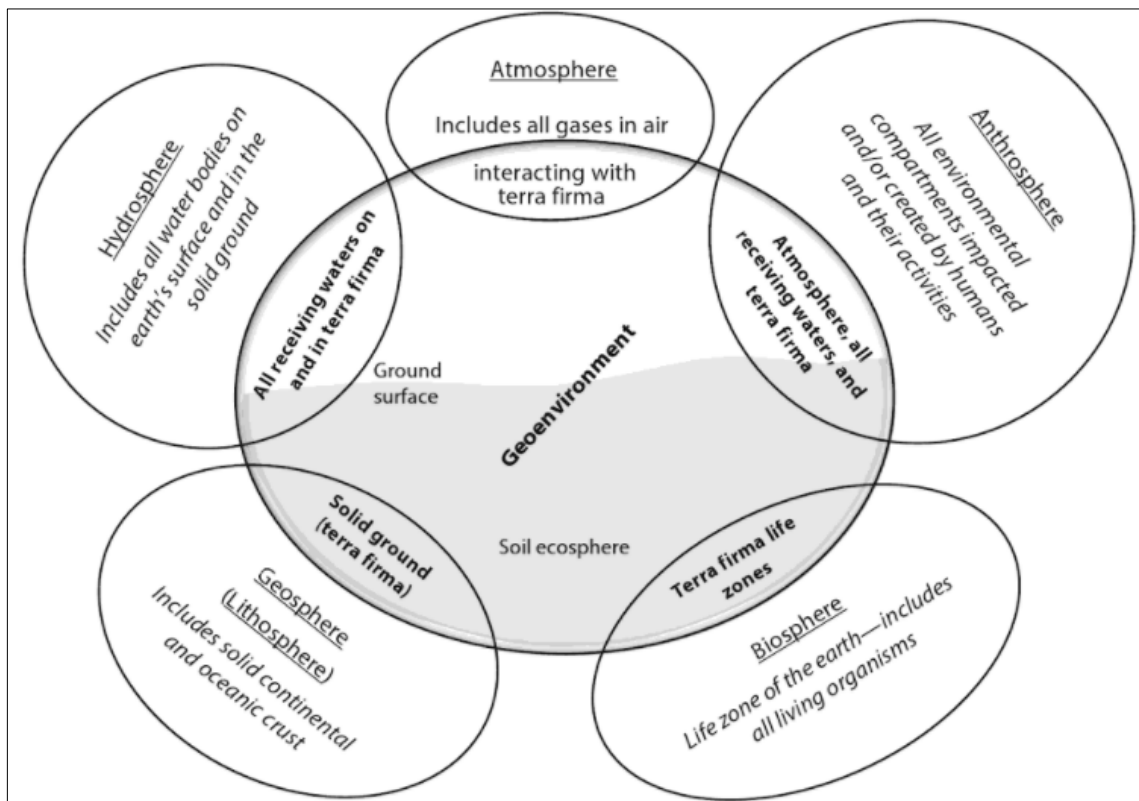 Atmosphere
Includes all gases in air
interacting with
terra firma
Hydrosphere
Includes all water bodies on
earth's surface and in the
solid ground
All receiving waters on
and in terra firma
Anthrosphere
All environmental
compartments impacted
and/or created by humans
and their activities
Atmosphere, all
receiving waters, and
terra firma
Ground
surface
Geoenvironment
Soil ecosphere
Solid ground
(terra firma)
Geosphere
(Lithosphere)
Includes solid continental
and oceanic crust
Terra firma life
zones
Biosphere
Life zone of the earth—includes
all living organisms